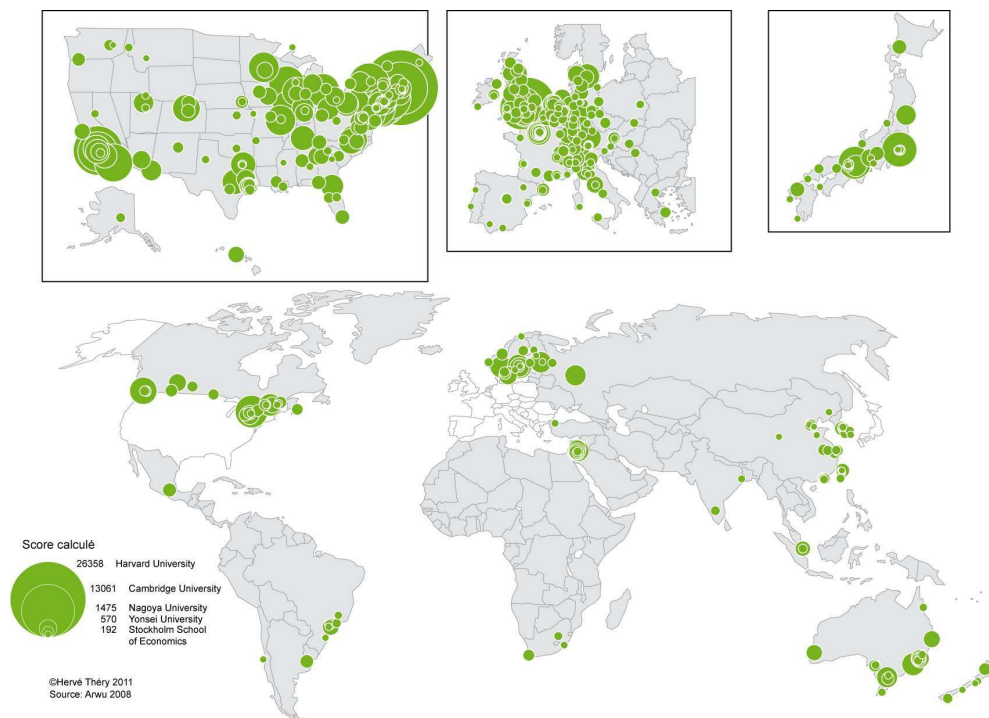 Score calculé
26358 Harvard University
13061 Cambridge University
1475 Nagoya University
570 Yonsei University
192 Stockholm School
of Economics
©Hervé Théry 2011
Source: Arwu 2008